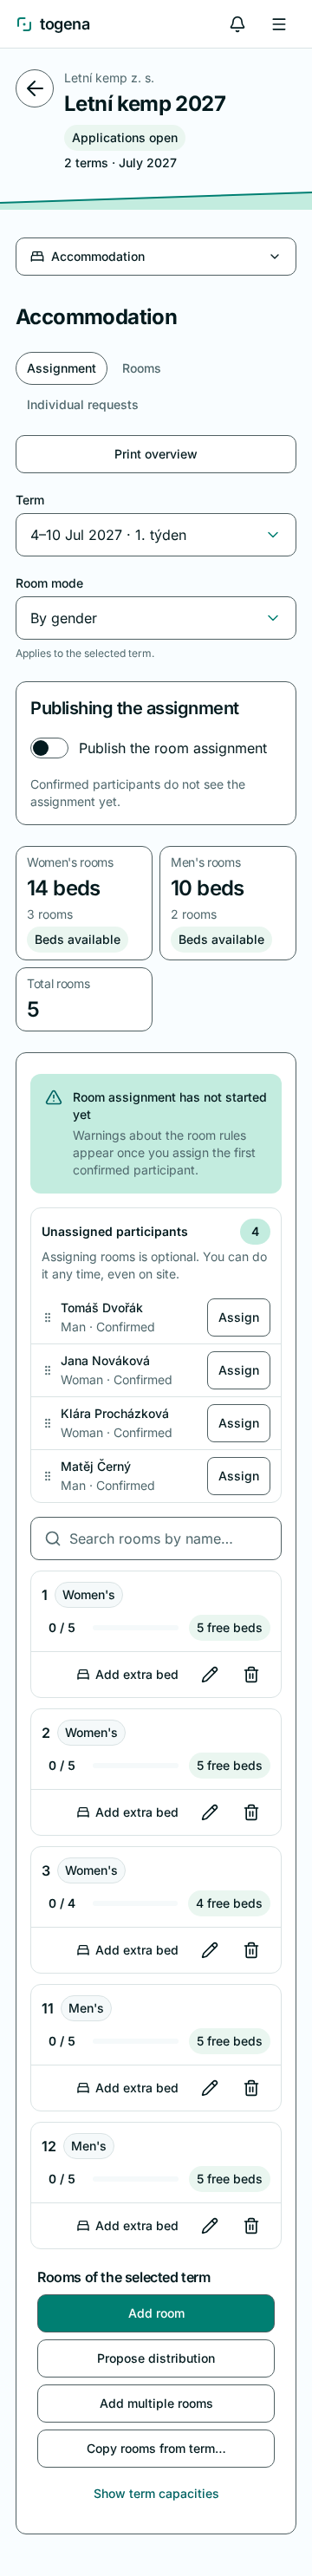 togena
Letní kemp z. s.
Letní kemp 2027
Applications open
2 terms · July 2027
Accommodation
Accommodation
Assignment
Rooms
Individual requests
Print overview
Term
4–10 Jul 2027 · 1. týden
Room mode
By gender
Applies to the selected term.
Publishing the assignment
Publish the room assignment
Confirmed participants do not see the
assignment yet.
Women's rooms
14 beds
3 rooms
Beds available
Men's rooms
10 beds
2 rooms
Beds available
Total rooms
5
Room assignment has not started
yet
Warnings about the room rules
appear once you assign the first
confirmed participant.
Unassigned participants
4
Assigning rooms is optional. You can do
it any time, even on site.
Tomáš Dvořák
Man · Confirmed
Assign
Jana Nováková
Woman · Confirmed
Assign
Klára Procházková
Woman · Confirmed
Assign
Matěj Černý
Man · Confirmed
Assign
Search rooms by name...
1 Women's
0 / 5
5 free beds
Add extra bed
2 Women's
0 / 5
5 free beds
Add extra bed
3 Women's
0 / 4
4 free beds
Add extra bed
11 Men's
0 / 5
5 free beds
Add extra bed
12 Men's
0 / 5
5 free beds
Add extra bed
Rooms of the selected term
Add room
Propose distribution
Add multiple rooms
Copy rooms from term...
Show term capacities